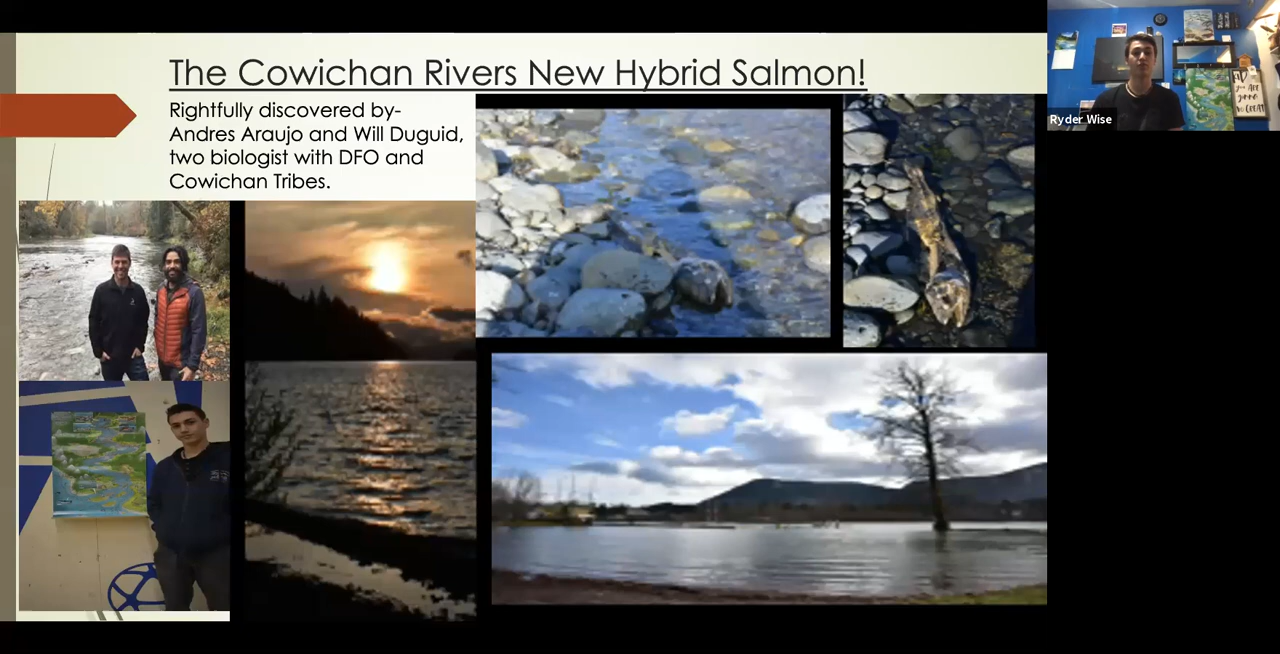 The Cowichan Rivers New Hybrid Salmon!
Rightfully discovered by-
Andres Araujo and Will Duguid,
two biologist with DFO and
Cowichan Tribes.
Ryder Wise